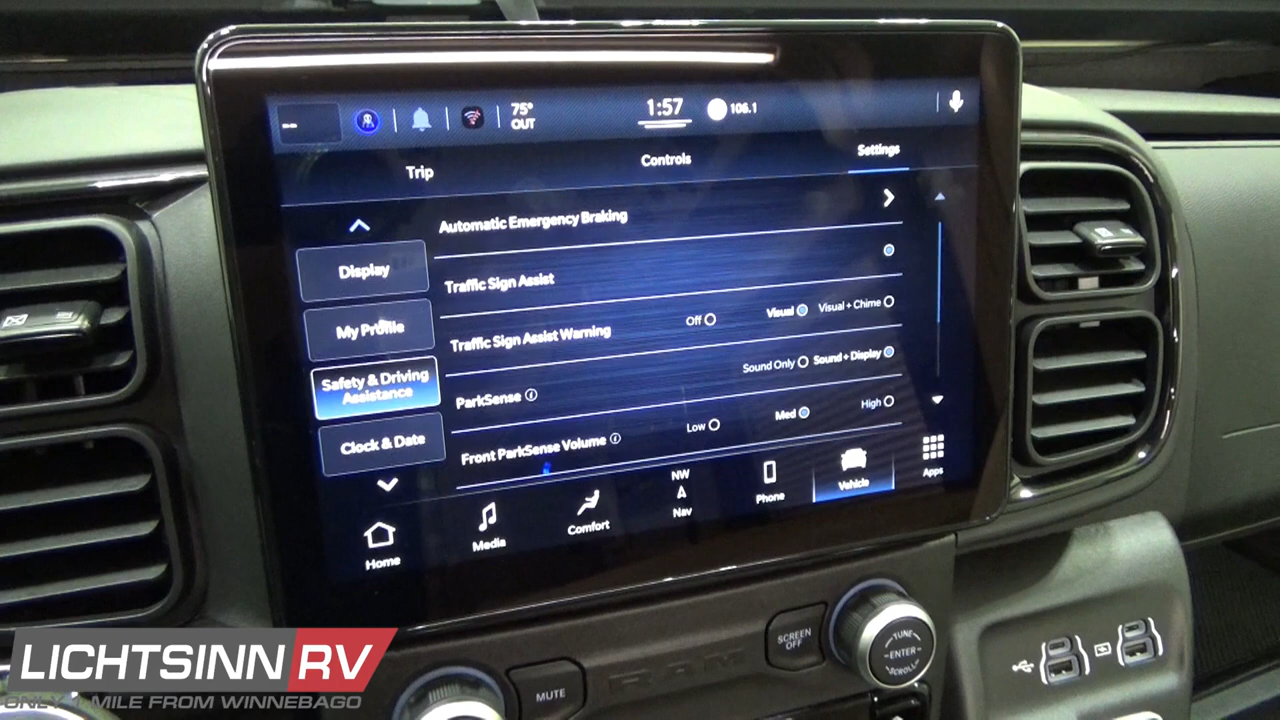 75°
OUT
1:57
106.1
Trip
Controls
Settings
Display
My Profile
Safety & Driving
Assistance
Clock & Date
Automatic Emergency Braking
Traffic Sign Assist
Traffic Sign Assist Warning
Off
Visual
Visual + Chime
ParkSense
Sound Only
Sound + Display
Front ParkSense Volume
Low
Med
High
Home
Media
Comfort
NW
Nav
Phone
Vehicle
Apps
MUTE
RAM
SCREEN
OFF
TUNE
ENTER
SCROLL
LICHTSINN RV
ONLY 1 MILE FROM WINNEBAGO